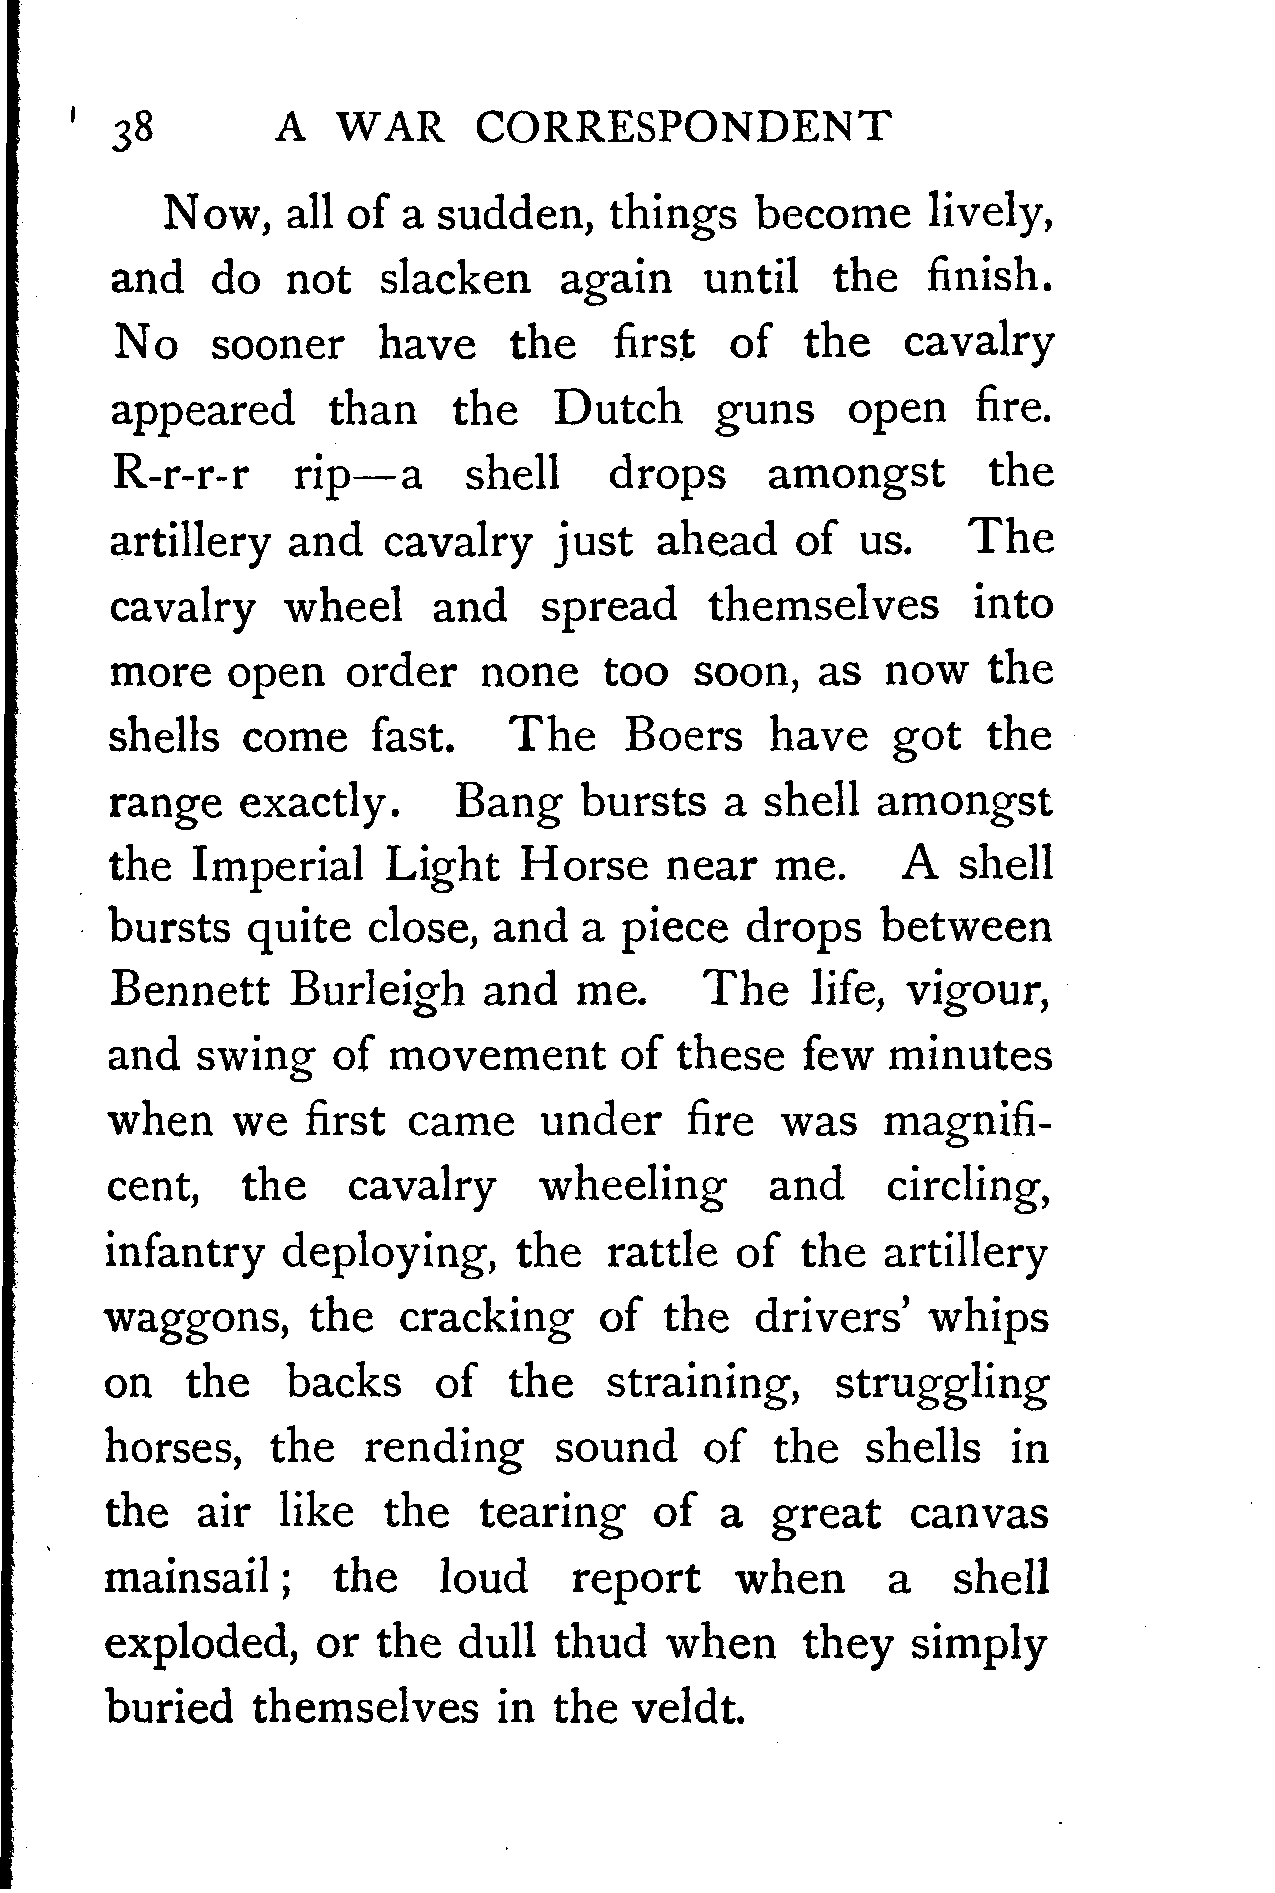 38 A WAR CORRESPONDENT
Now, all of a sudden, things become lively,
and do not slacken again until the finish.
No sooner have the first of the cavalry
appeared than the Dutch guns open fire.
R-r-r-r rip—a shell drops amongst the
artillery and cavalry just ahead of us. The
cavalry wheel and spread themselves into
more open order none too soon, as now the
shells come fast. The Boers have got the
range exactly. Bang bursts a shell amongst
the Imperial Light Horse near me. A shell
bursts quite close, and a piece drops between
Bennett Burleigh and me. The life, vigour,
and swing of movement of these few minutes
when we first came under fire was magnifi-
cent, the cavalry wheeling and circling,
infantry deploying, the rattle of the artillery
waggons, the cracking of the drivers' whips
on the backs of the straining, struggling
horses, the rending sound of the shells in
the air like the tearing of a great canvas
mainsail; the loud report when a shell
exploded, or the dull thud when they simply
buried themselves in the veldt.